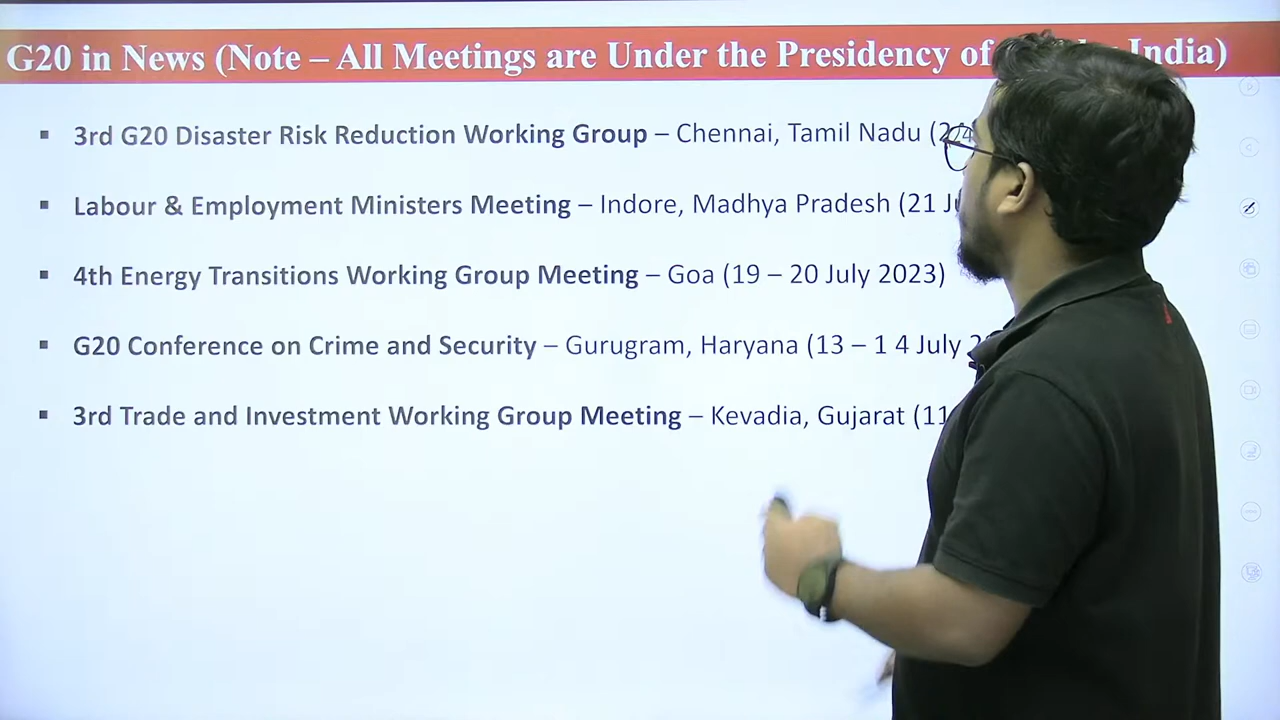 G20 in News (Note – All Meetings are Under the Presidency of India)
▪ 3rd G20 Disaster Risk Reduction Working Group – Chennai, Tamil Nadu (24
▪ Labour & Employment Ministers Meeting – Indore, Madhya Pradesh (21
▪ 4th Energy Transitions Working Group Meeting – Goa (19 – 20 July 2023)
▪ G20 Conference on Crime and Security – Gurugram, Haryana (13 – 1 4 July
▪ 3rd Trade and Investment Working Group Meeting – Kevadia, Gujarat (11